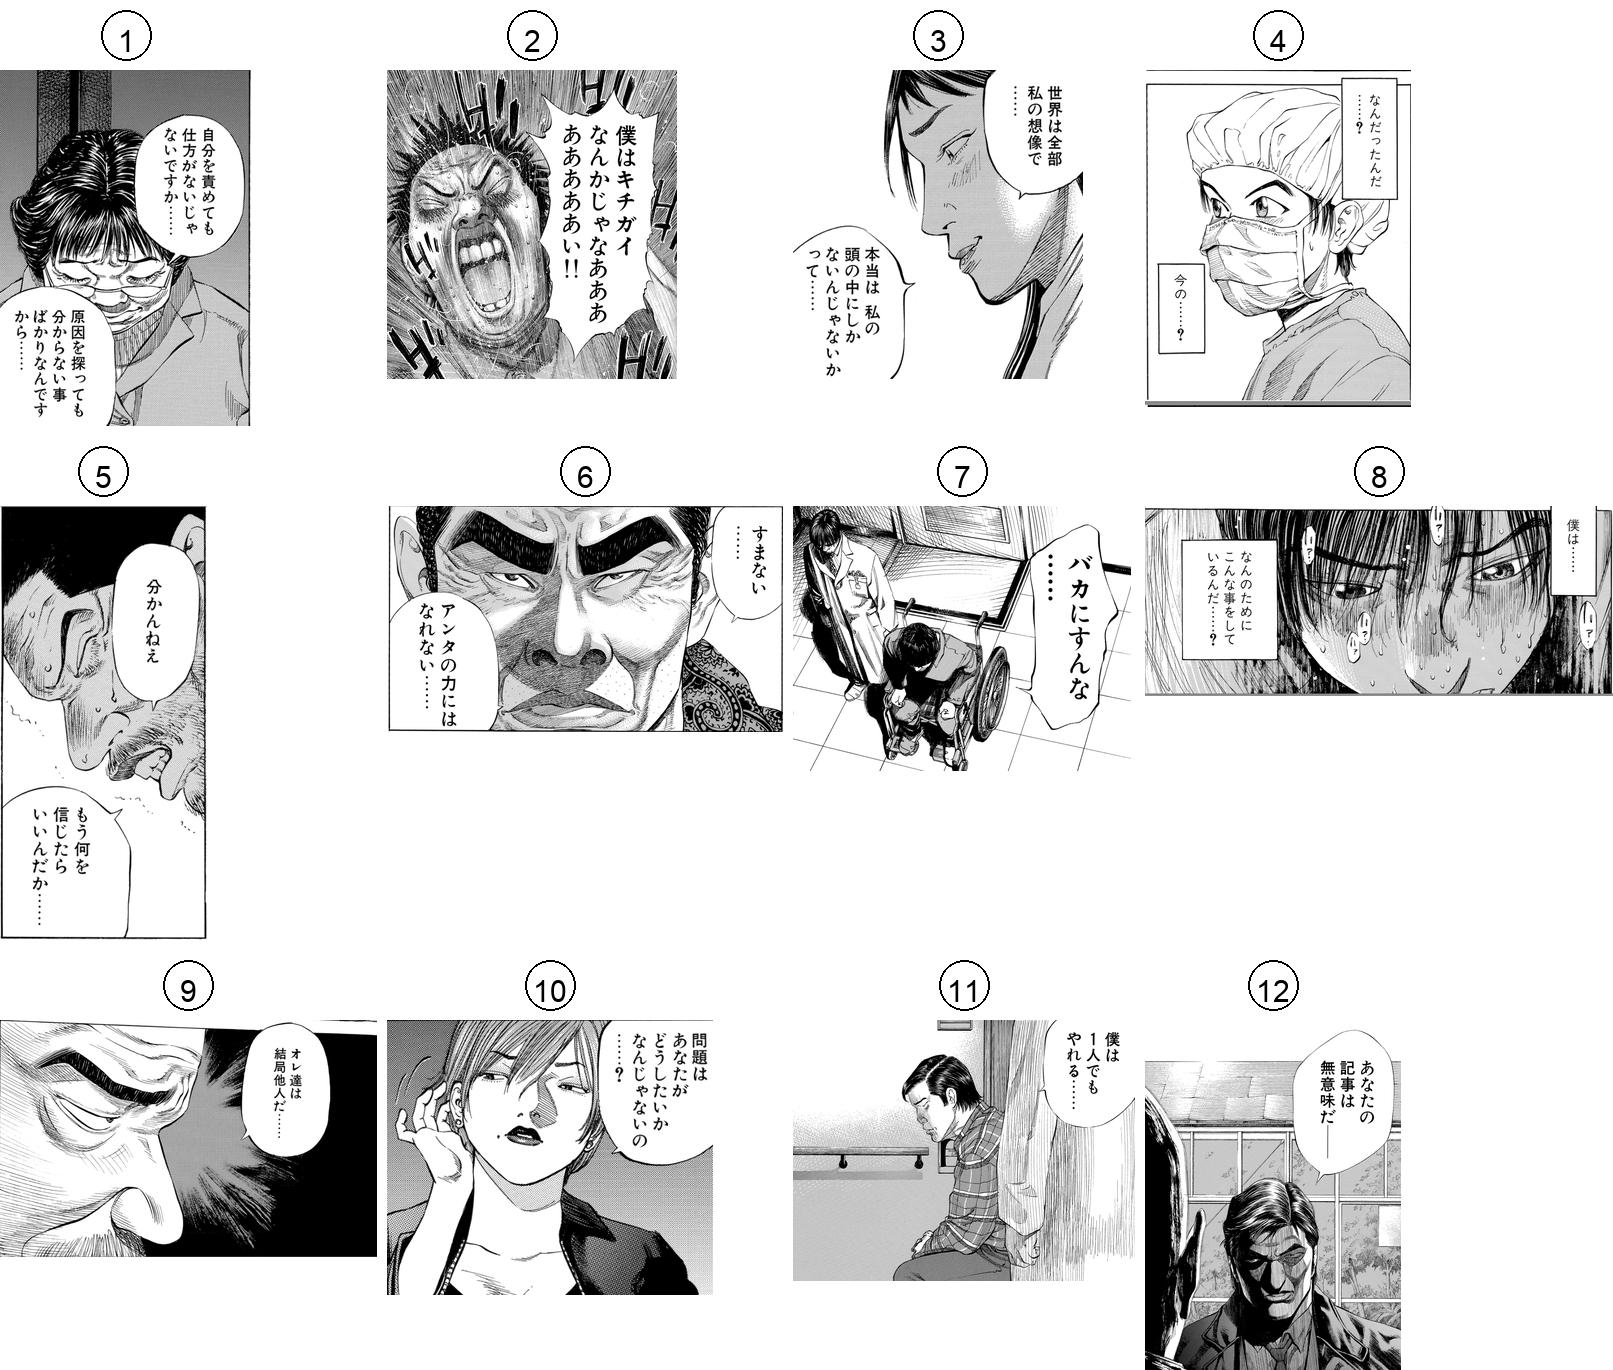 1
自分を責めても
仕方がないじゃ
ないですか……
原因を探っても
分からない事
ばかりなんです
から……
2
僕はキチガイ
なんかじゃなあああ
あああああい!!
3
世界は全部
私の想像で
……
本当は 私の
頭の中にしか
ないんじゃないか
って……
4
なんだったんだ
……?
今の……?
5
分かんねえ
もう何を
信じたら
いいんだか……
6
すまない
……
アンタの力には
なれない……
7
バカにすんな
……
8
僕は……
なんのために
こんな事をして
いるんだ……?
9
オレ達は
結局他人だ……
10
問題は
あなたが
どうしたいか
なんじゃないの
……?
11
僕は
1人でも
やれる……
12
あなたの
記事は
無意味だ――